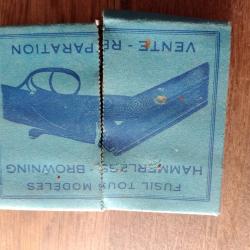 FUSIL TOUS MODELES
HAMMERLESS - BROWNING
VENTE - REPARATION